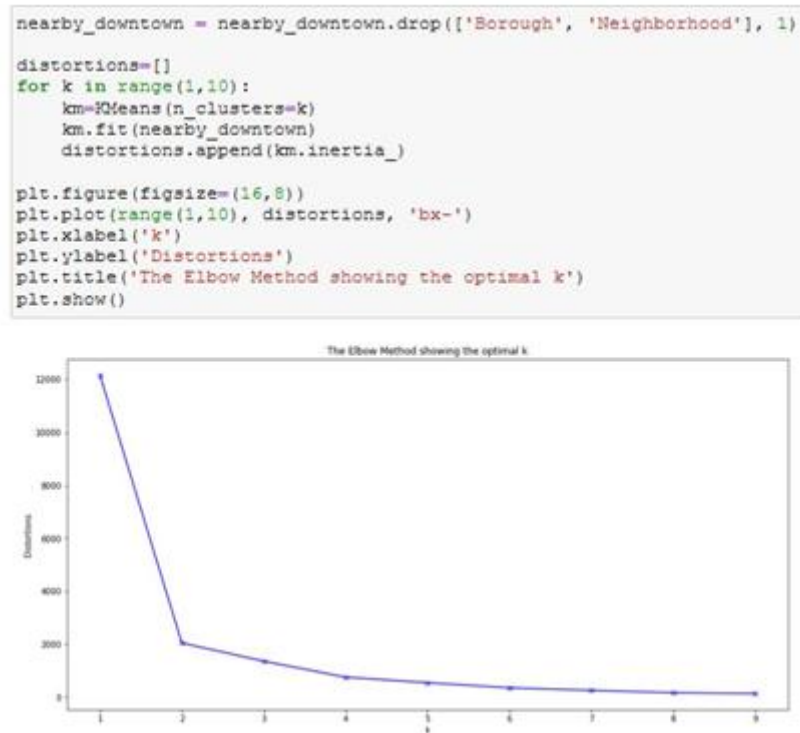 nearby_downtown = nearby_downtown.drop(['Borough', 'Neighborhood'], 1)
distortions=[]
for k in range(1,10):
    km=KMeans(n_clusters=k)
    km.fit(nearby_downtown)
    distortions.append(km.inertia_)
plt.figure(figsize=(16,8))
plt.plot(range(1,10), distortions, 'bx-')
plt.xlabel('k')
plt.ylabel('Distortions')
plt.title('The Elbow Method showing the optimal k')
plt.show()
The Elbow Method showing the optimal k
12000
10000
8000
6000
4000
2000
0
Distortions
1 2 3 4 5 6 7 8 9
k